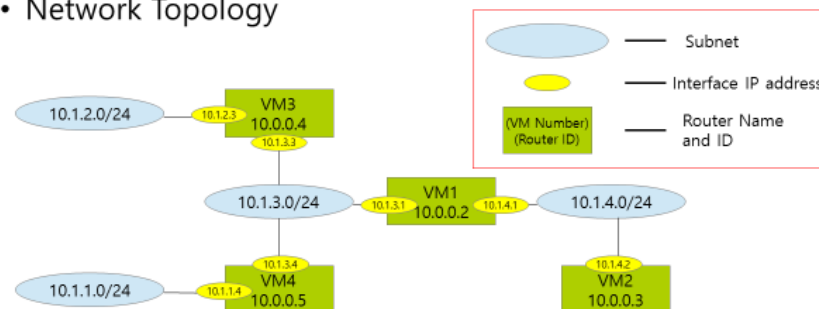 • Network Topology
Subnet
Interface IP address
(VM Number)
(Router ID)
Router Name
and ID
10.1.2.0/24
10.1.2.3
VM3
10.0.0.4
10.1.3.3
10.1.3.0/24
10.1.3.1
VM1
10.0.0.2
10.1.4.1
10.1.4.0/24
10.1.3.4
10.1.4.2
10.1.1.0/24
10.1.1.4
VM4
10.0.0.5
VM2
10.0.0.3